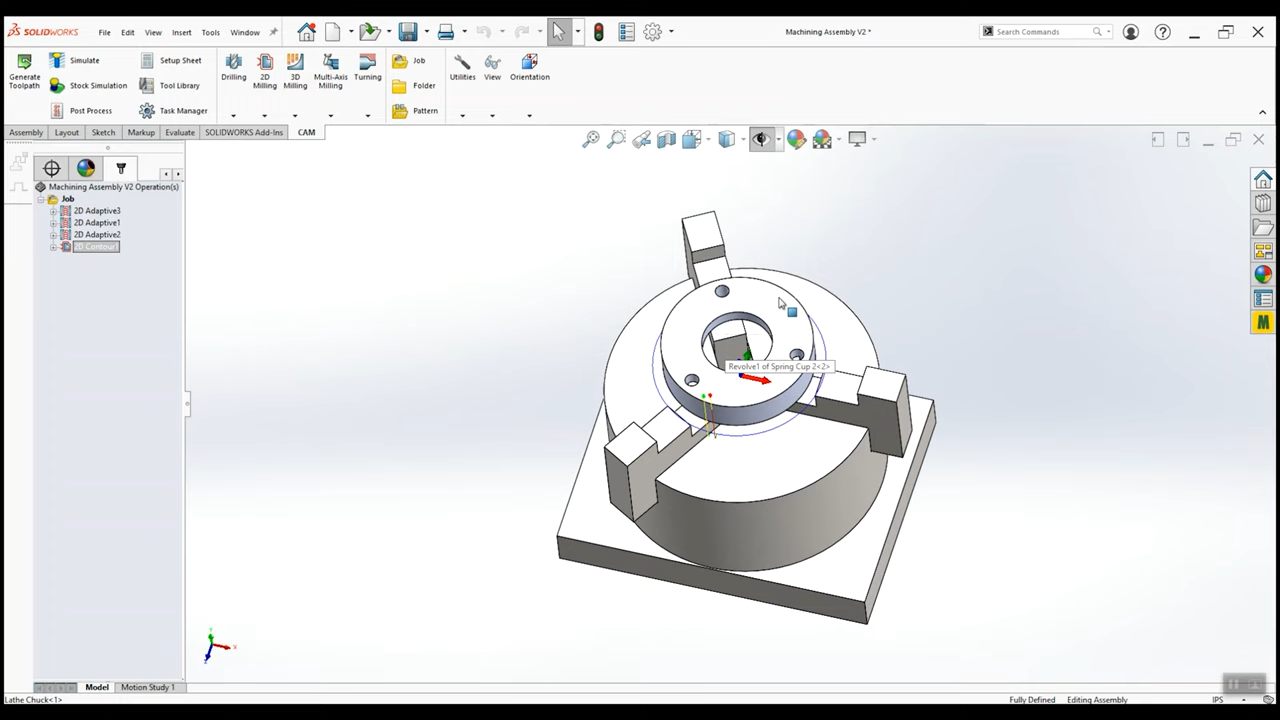 SOLIDWORKS File Edit View Insert Tools Window Machining Assembly V2 * Search Commands
Generate Toolpath
Simulate
Stock Simulation
Post Process
Setup Sheet
Tool Library
Task Manager
Drilling
2D Milling
3D Milling
Multi-Axis Milling
Turning
Job
Folder
Pattern
Utilities
View
Orientation
Assembly Layout Sketch Markup Evaluate SOLIDWORKS Add-Ins CAM
Machining Assembly V2 Operation(s)
Job
2D Adaptive3
2D Adaptive1
2D Adaptive2
2D Contour1
Revolve1 of Spring Cup 2<2>
Model Motion Study 1
Lathe Chuck<1> Fully Defined Editing Assembly IPS